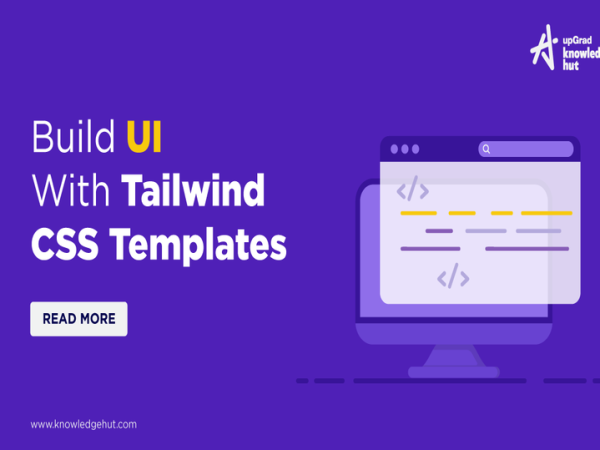 upGrad
knowled
hut
Build UI
With Tailwind
CSS Templates
READ MORE
</>
</>
www.knowledgehut.com